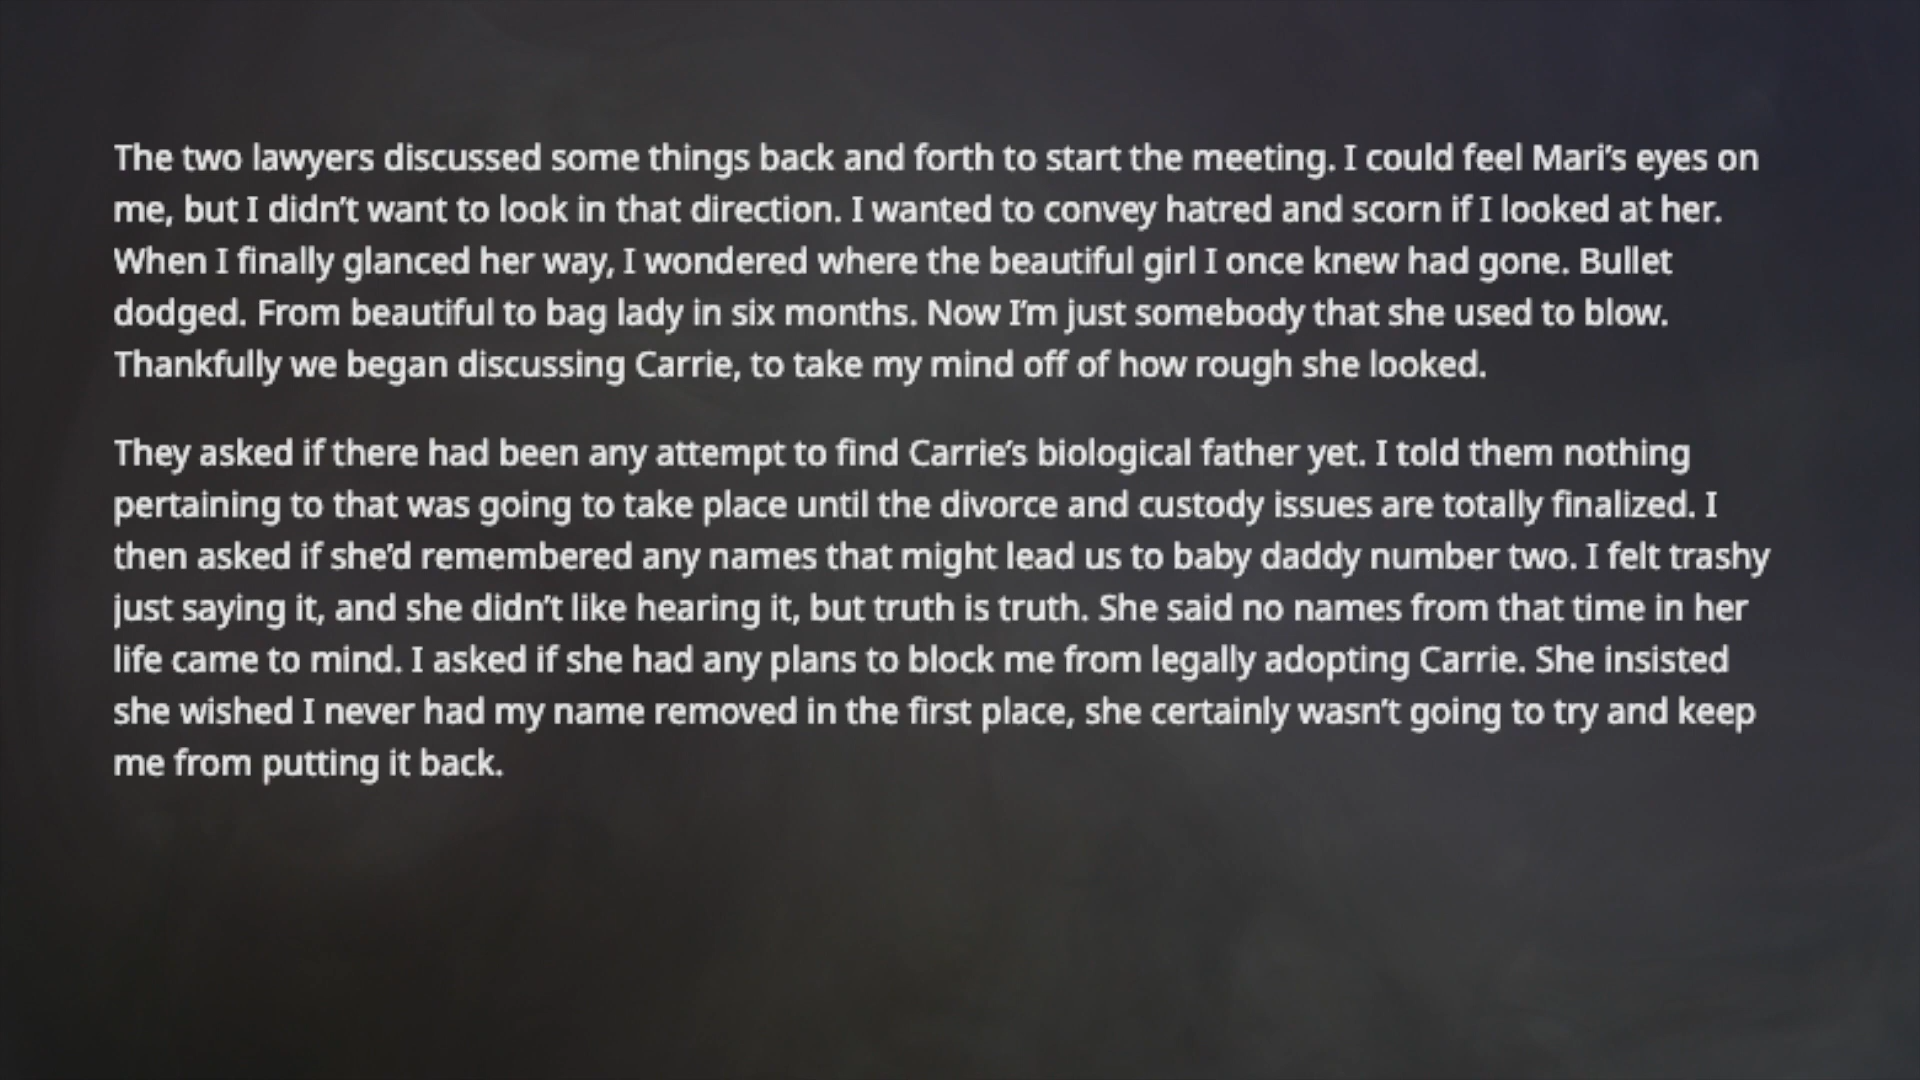 The two lawyers discussed some things back and forth to start the meeting. I could feel Mari’s eyes on
me, but I didn’t want to look in that direction. I wanted to convey hatred and scorn if I looked at her.
When I finally glanced her way, I wondered where the beautiful girl I once knew had gone. Bullet
dodged. From beautiful to bag lady in six months. Now I’m just somebody that she used to blow.
Thankfully we began discussing Carrie, to take my mind off of how rough she looked.
They asked if there had been any attempt to find Carrie’s biological father yet. I told them nothing
pertaining to that was going to take place until the divorce and custody issues are totally finalized. I
then asked if she’d remembered any names that might lead us to baby daddy number two. I felt trashy
just saying it, and she didn’t like hearing it, but truth is truth. She said no names from that time in her
life came to mind. I asked if she had any plans to block me from legally adopting Carrie. She insisted
she wished I never had my name removed in the first place, she certainly wasn’t going to try and keep
me from putting it back.